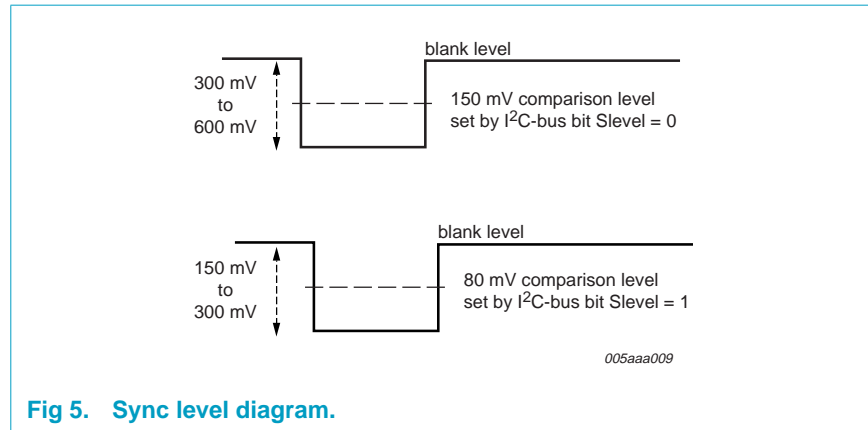 blank level
300 mV
to
600 mV
150 mV comparison level
set by I²C-bus bit Slevel = 0
blank level
150 mV
to
300 mV
80 mV comparison level
set by I²C-bus bit Slevel = 1
005aaa009
Fig 5. Sync level diagram.